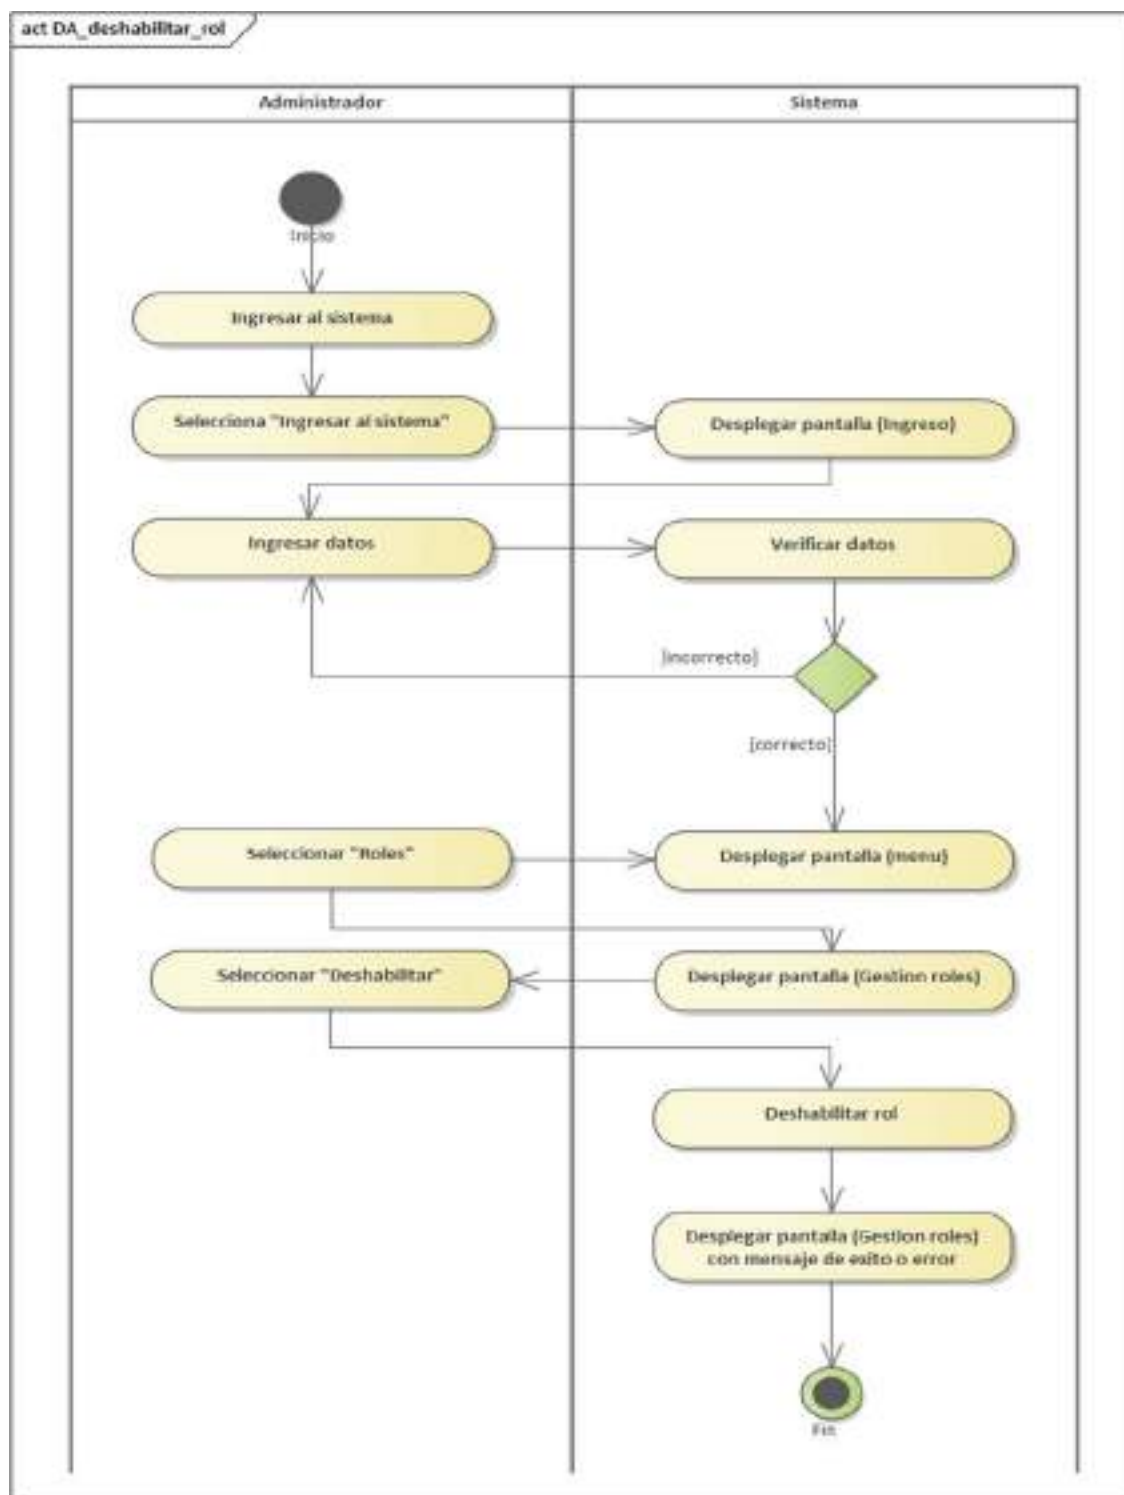 act DA_deshabilitar_rol
Administrador
Sistema
Inicio
Ingresar al sistema
Selecciona "Ingresar al sistema"
Desplegar pantalla (Ingreso)
Ingresar datos
Verificar datos
[incorrecto]
[correcto]
Seleccionar "Roles"
Desplegar pantalla (menu)
Seleccionar "Deshabilitar"
Desplegar pantalla (Gestion roles)
Deshabilitar rol
Desplegar pantalla (Gestion roles)
con mensaje de exito o error
Fin